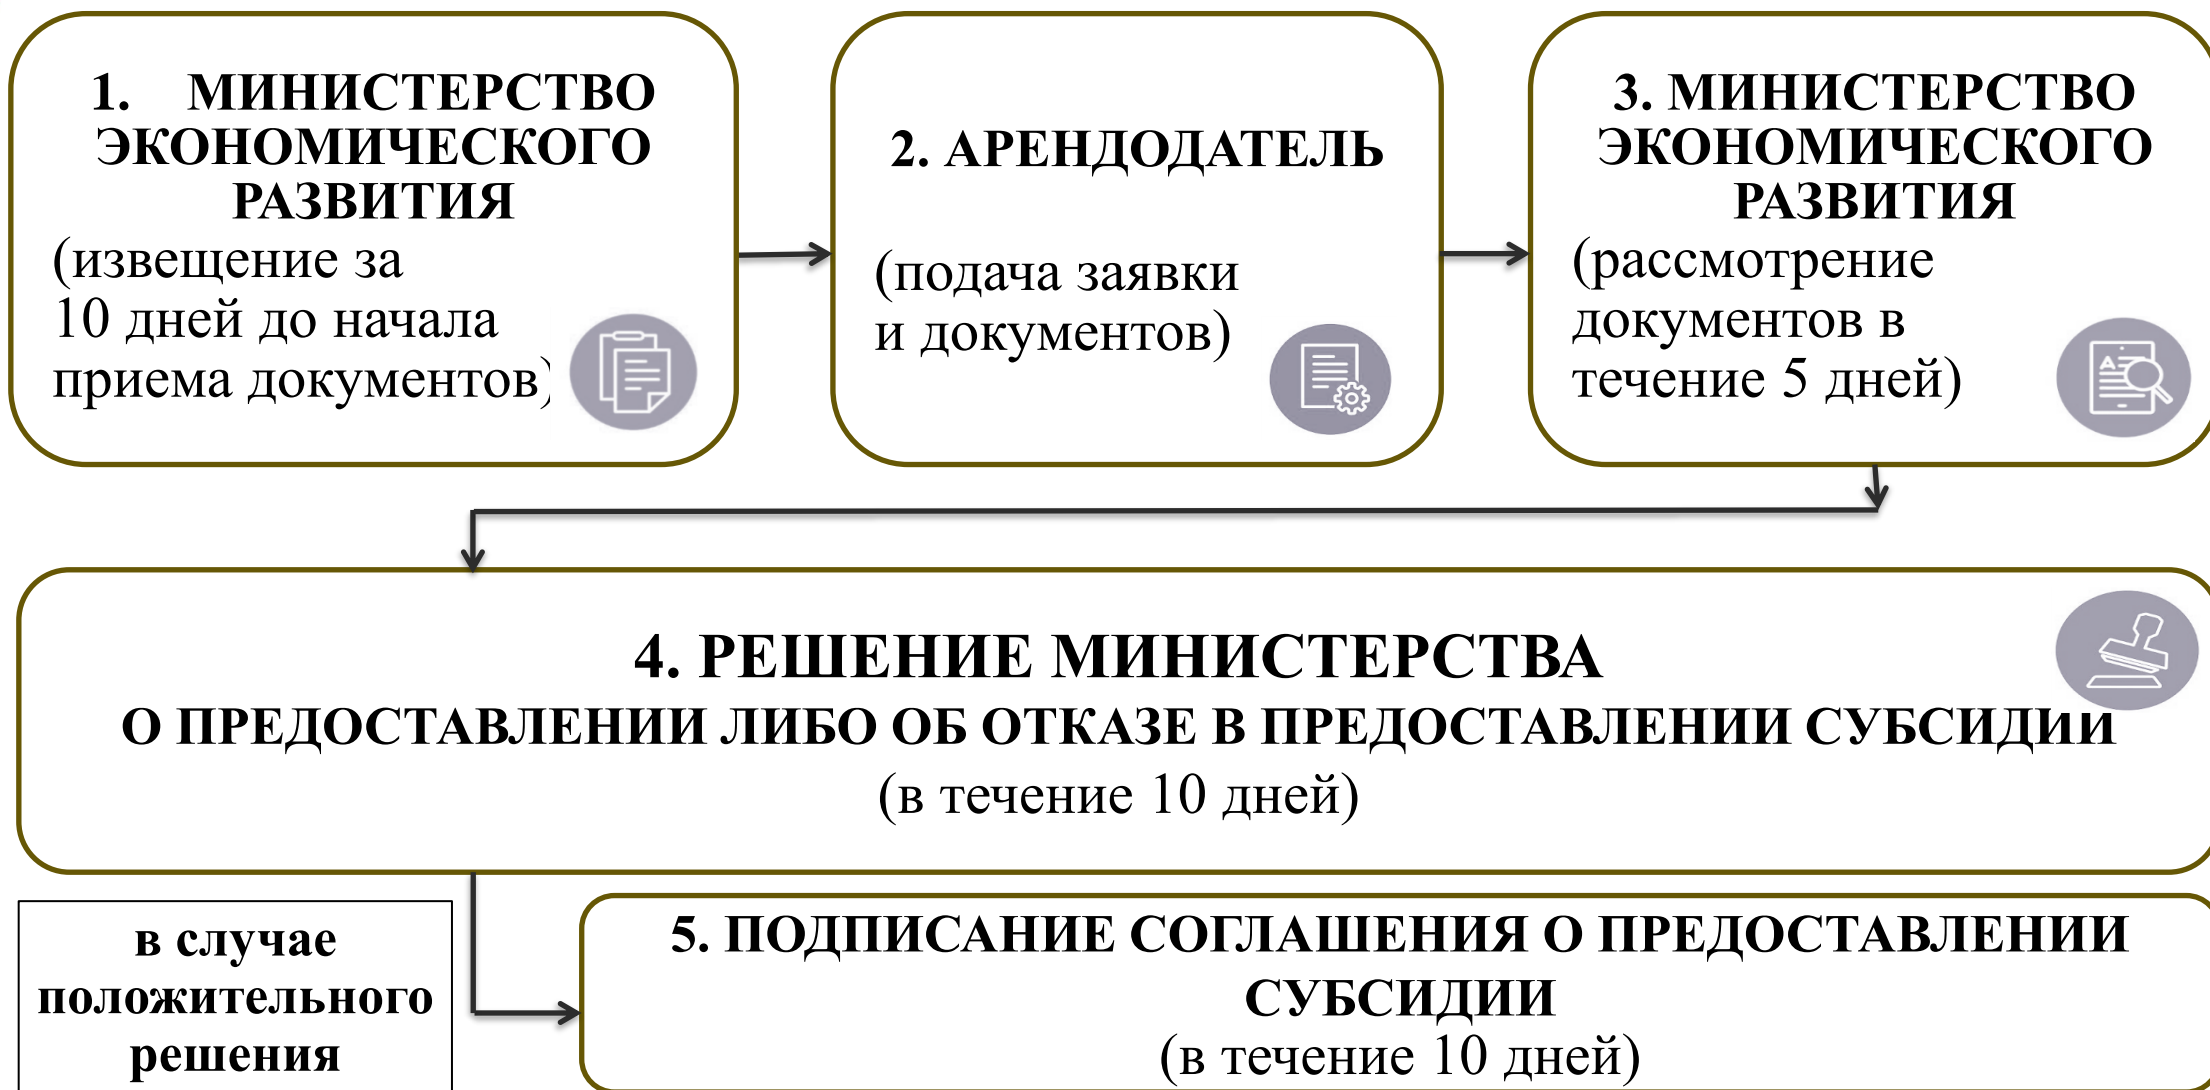 1. МИНИСТЕРСТВО
ЭКОНОМИЧЕСКОГО
РАЗВИТИЯ
(извещение за
10 дней до начала
приема документов)
2. АРЕНДОДАТЕЛЬ
(подача заявки
и документов)
3. МИНИСТЕРСТВО
ЭКОНОМИЧЕСКОГО
РАЗВИТИЯ
(рассмотрение
документов в
течение 5 дней)
4. РЕШЕНИЕ МИНИСТЕРСТВА
О ПРЕДОСТАВЛЕНИИ ЛИБО ОБ ОТКАЗЕ В ПРЕДОСТАВЛЕНИИ СУБСИДИИ
(в течение 10 дней)
в случае
положительного
решения
5. ПОДПИСАНИЕ СОГЛАШЕНИЯ О ПРЕДОСТАВЛЕНИИ
СУБСИДИИ
(в течение 10 дней)